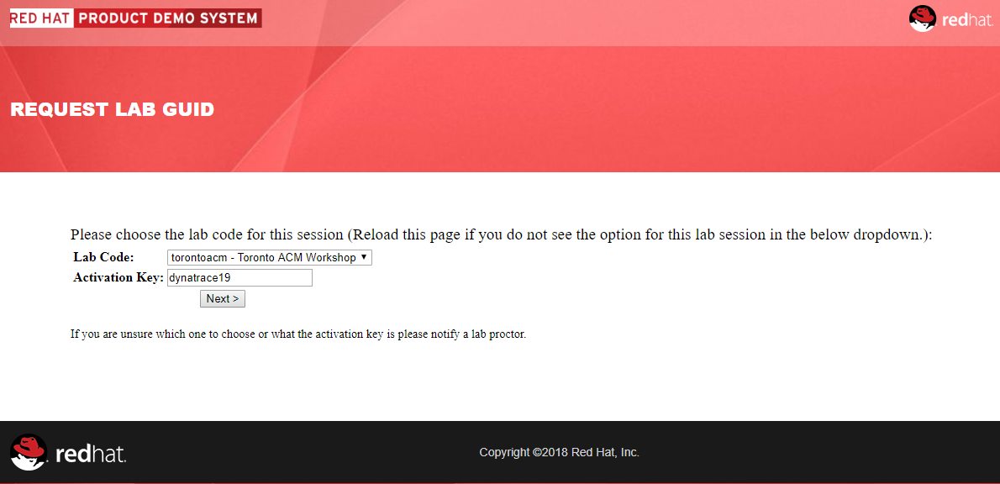 RED HAT PRODUCT DEMO SYSTEM
redhat.
REQUEST LAB GUID
Please choose the lab code for this session (Reload this page if you do not see the option for this lab session in the below dropdown.):
Lab Code: torontoacm - Toronto ACM Workshop
Activation Key: dynatrace19
Next >
If you are unsure which one to choose or what the activation key is please notify a lab proctor.
redhat.
Copyright ©2018 Red Hat, Inc.